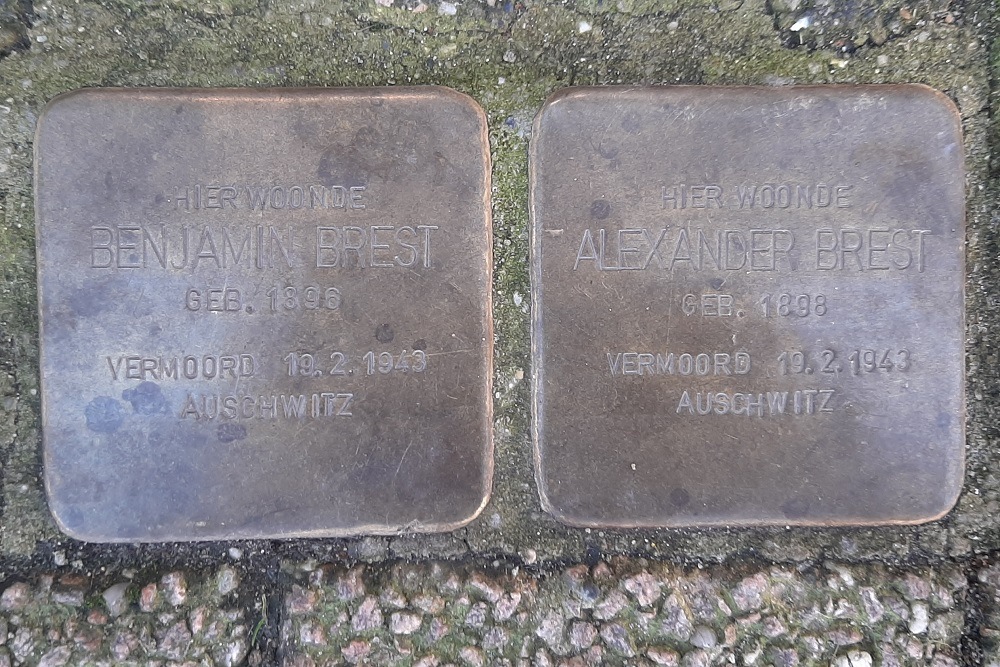 HIER WOONDE
BENJAMIN BREST
GEB. 1896
VERMOORD 19.2.1943
AUSCHWITZ
HIER WOONDE
ALEXANDER BREST
GEB. 1898
VERMOORD 19.2.1943
AUSCHWITZ